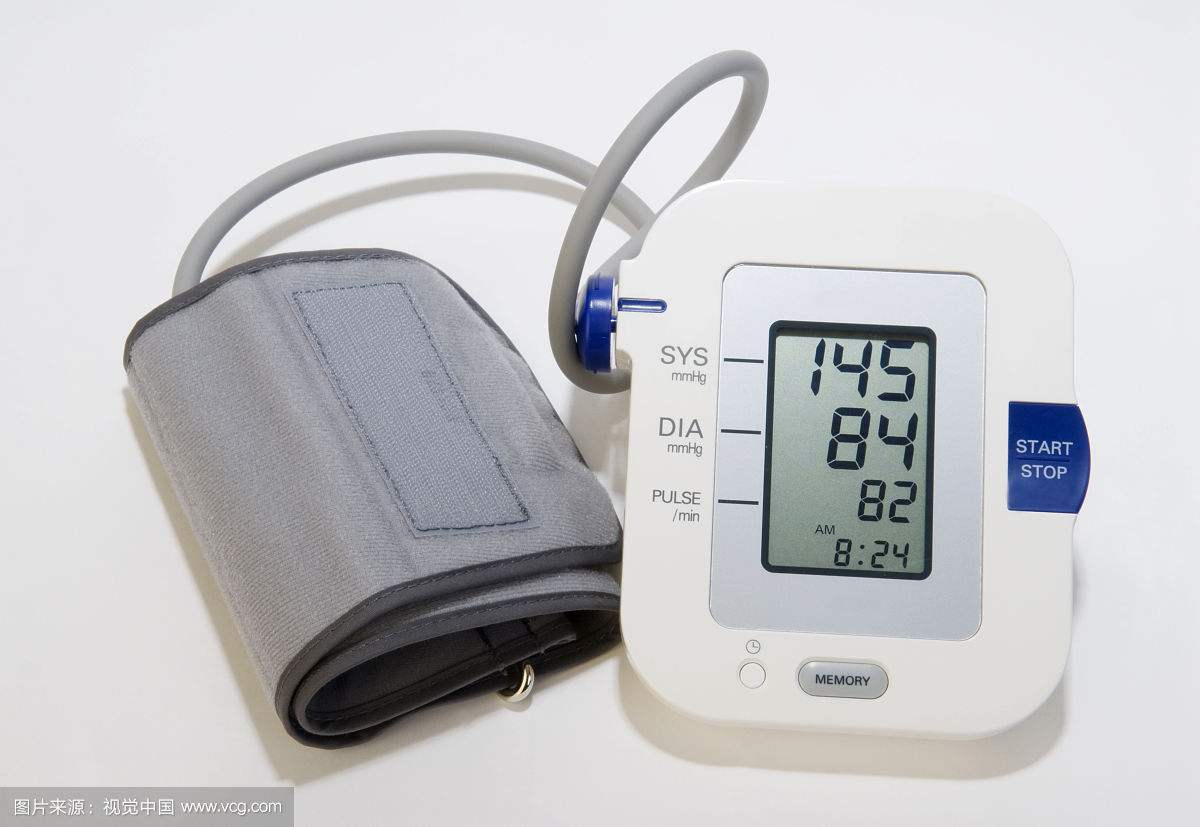 SYS
mmHg
145
DIA
mmHg
84
PULSE
/min
82
AM
8:24
START
STOP
MEMORY
图片来源：视觉中国 www.vcg.com